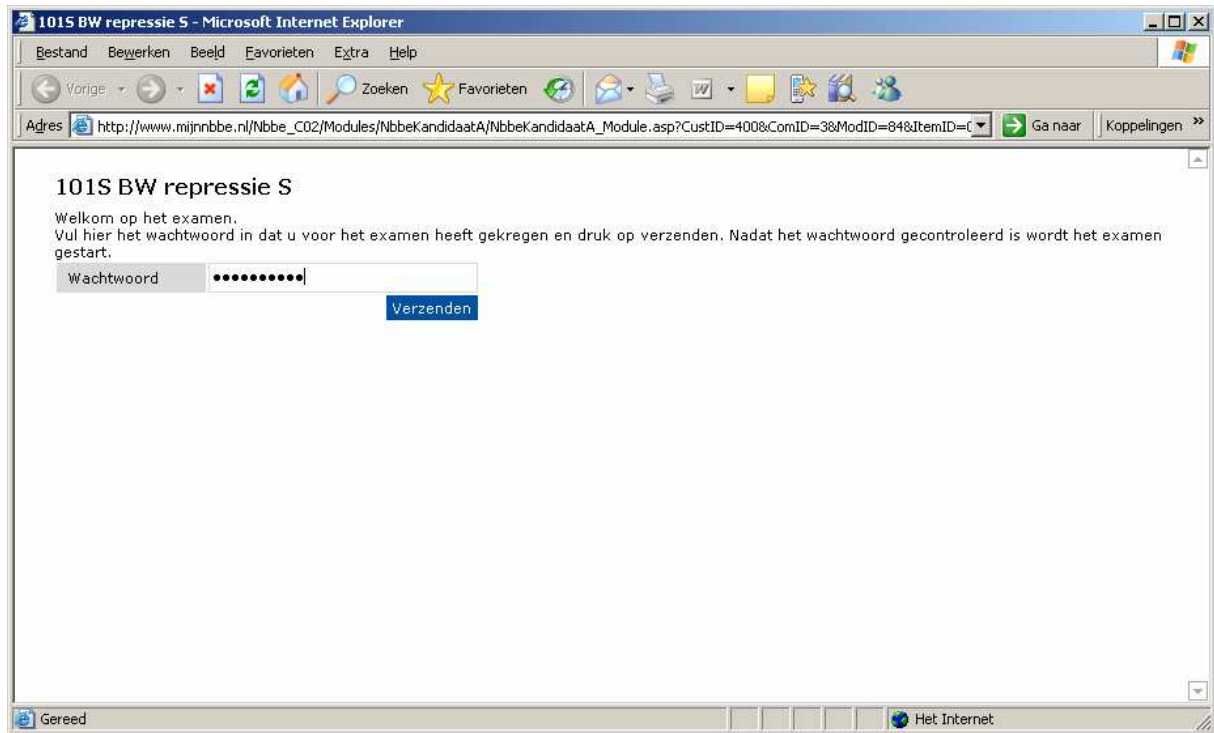 101S BW repressie S - Microsoft Internet Explorer
Bestand Bewerken Beeld Favorieten Extra Help
Vorige Zoeken Favorieten
Adres http://www.mijnnbbe.nl/Nbbe_C02/Modules/NbbeKandidaatA/NbbeKandidaatA_Module.asp?CustID=400&ComID=3&ModID=84&ItemID= Ga naar Koppelingen »
101S BW repressie S
Welkom op het examen.
Vul hier het wachtwoord in dat u voor het examen heeft gekregen en druk op verzenden. Nadat het wachtwoord gecontroleerd is wordt het examen
gestart.
Wachtwoord ••••••••••
Verzenden
Gereed Het Internet